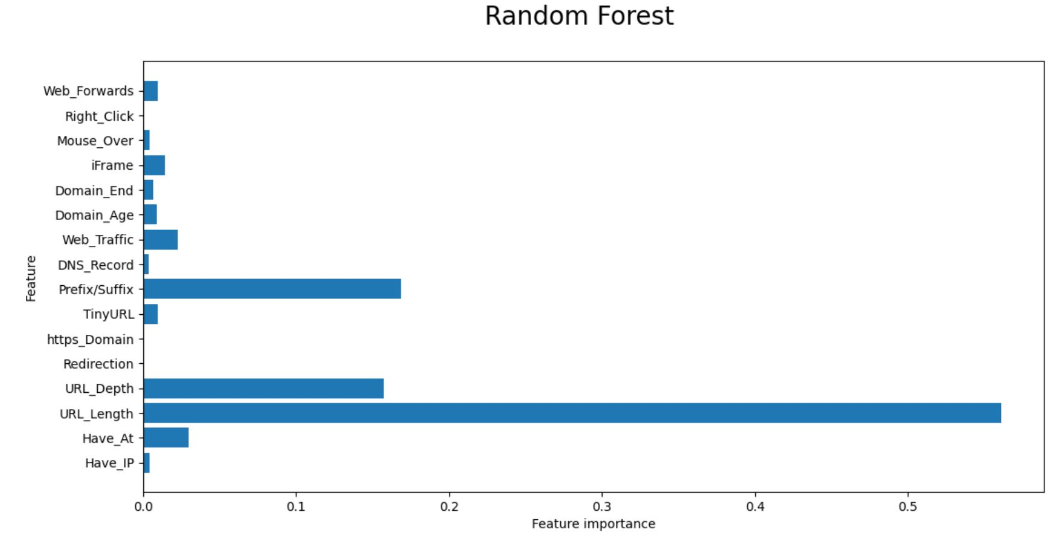 Random Forest
Web_Forwards
Right_Click
Mouse_Over
iFrame
Domain_End
Domain_Age
Web_Traffic
DNS_Record
Prefix/Suffix
TinyURL
https_Domain
Redirection
URL_Depth
URL_Length
Have_At
Have_IP
Feature
0.0 0.1 0.2 0.3 0.4 0.5
Feature importance